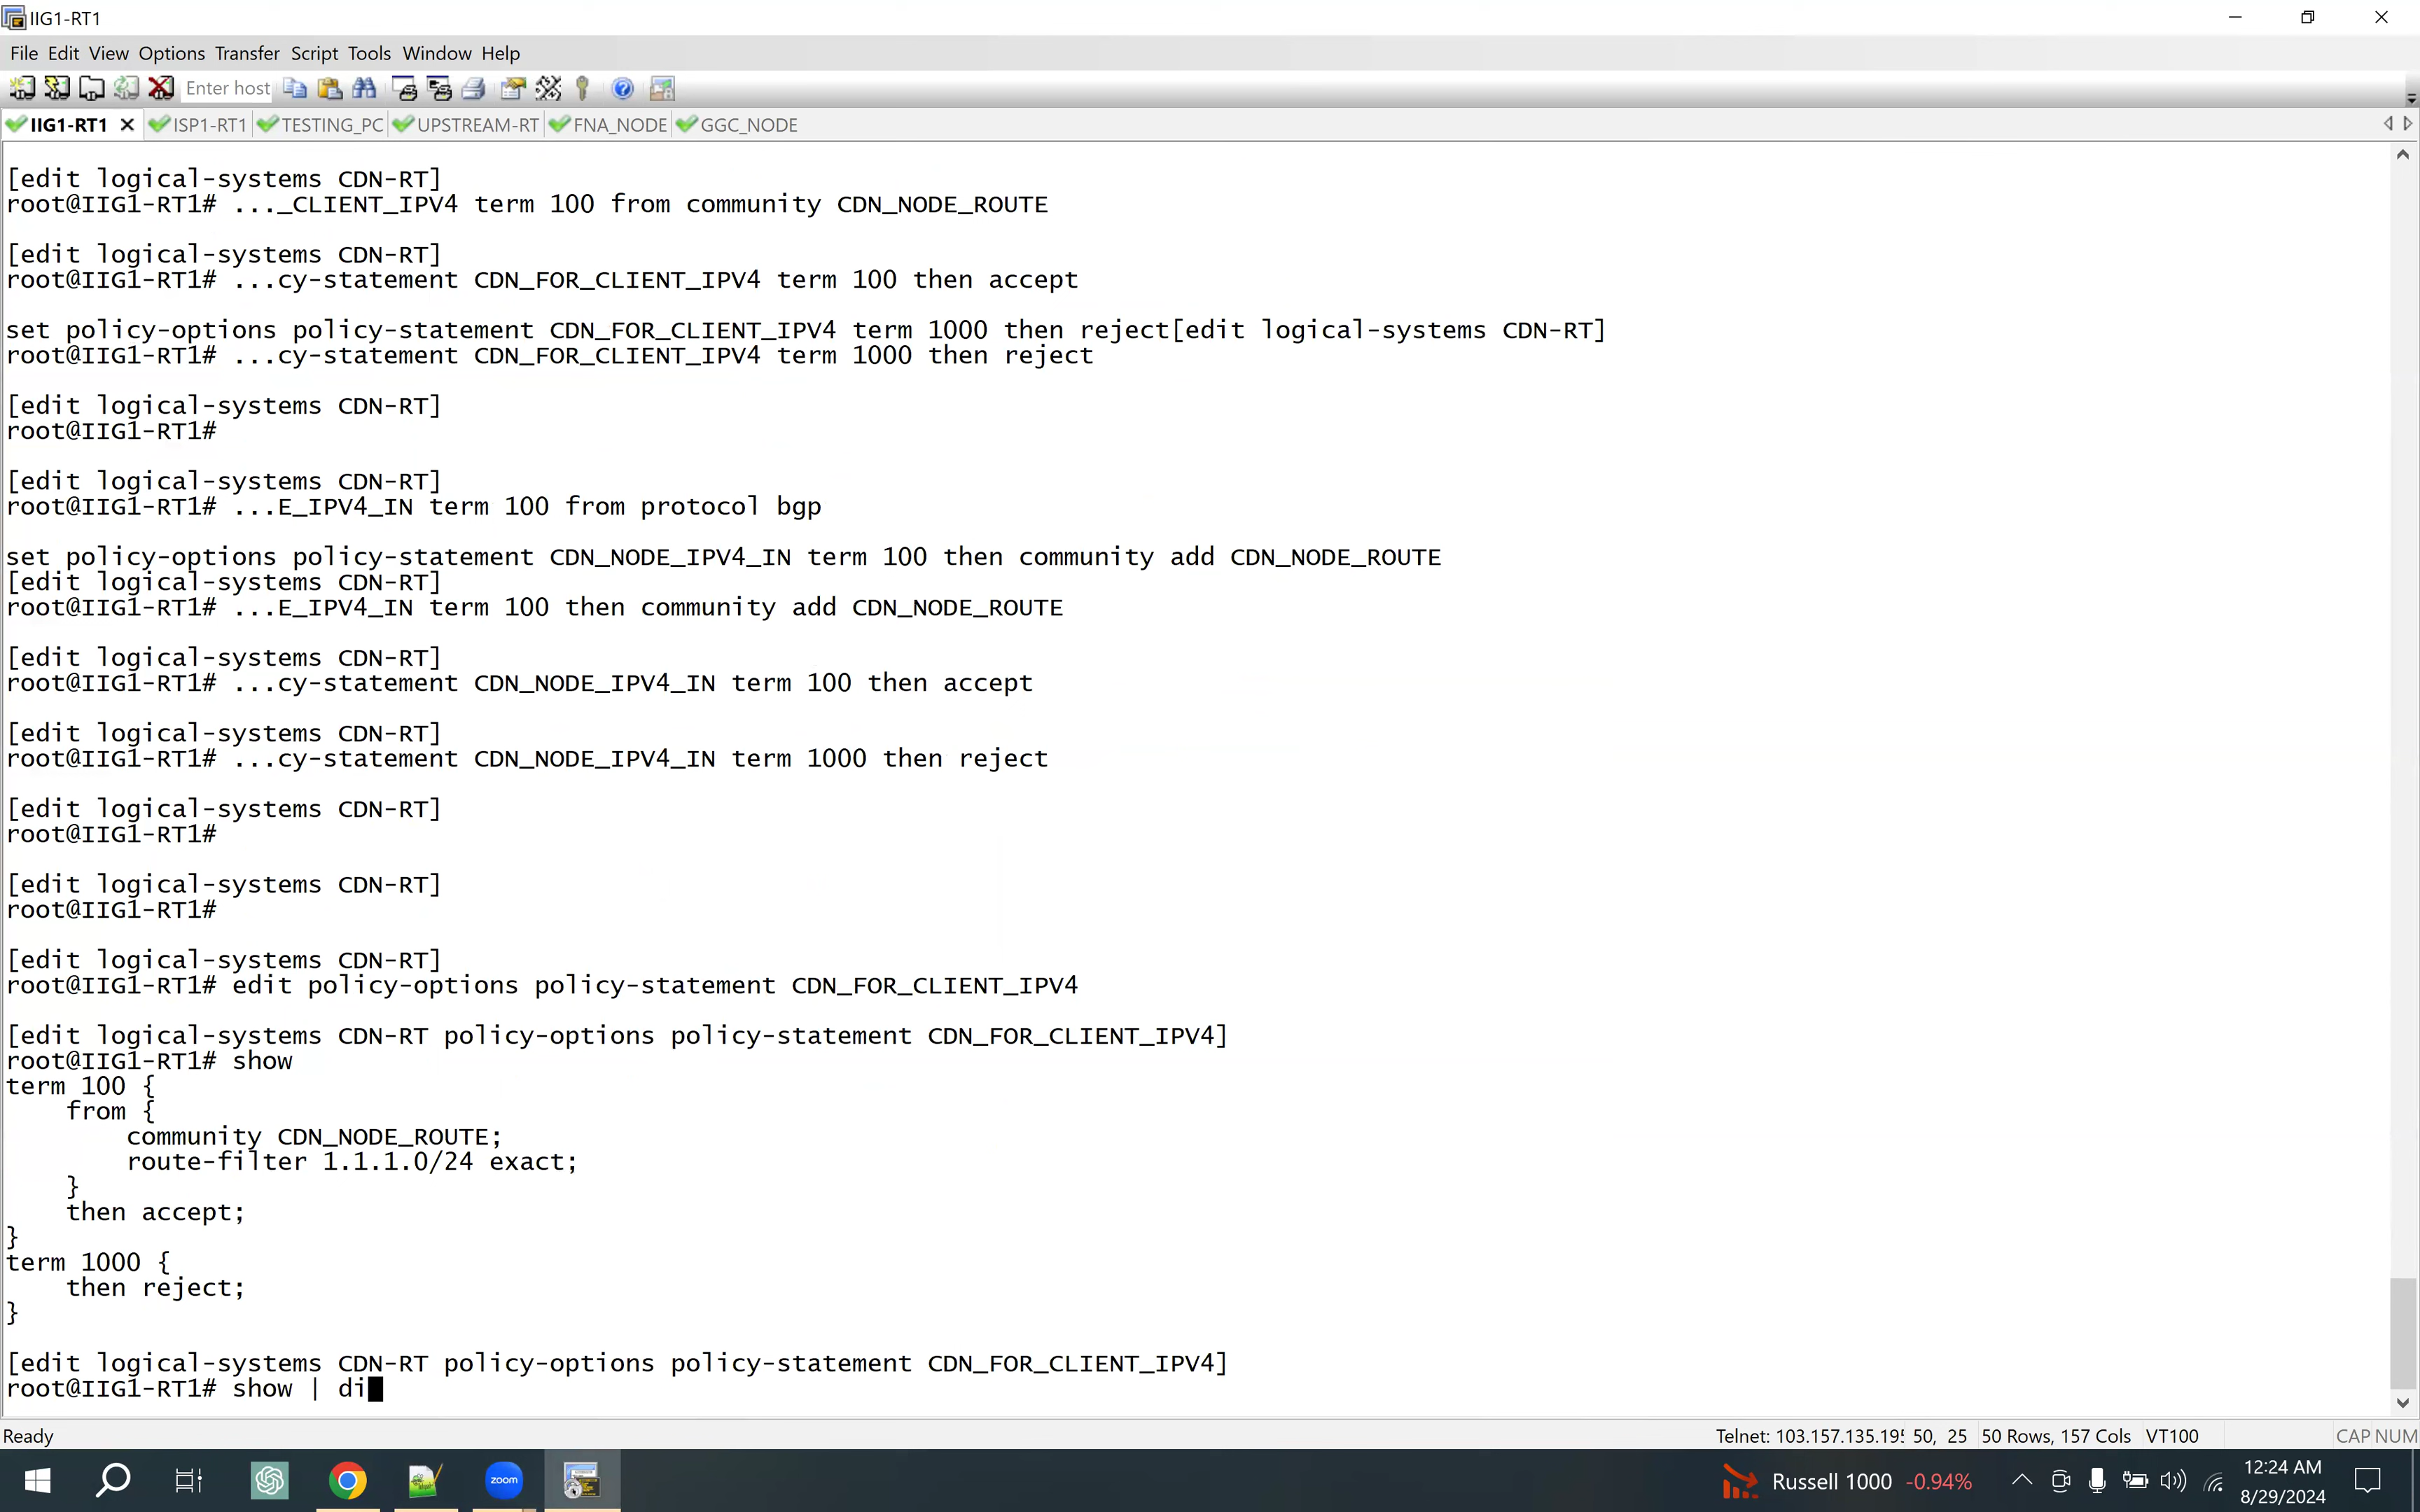 IIG1-RT1
File Edit View Options Transfer Script Tools Window Help
Enter host
IIG1-RT1 ISP1-RT1 TESTING_PC UPSTREAM-RT FNA_NODE GGC_NODE
[edit logical-systems CDN-RT]
root@IIG1-RT1# ..._CLIENT_IPV4 term 100 from community CDN_NODE_ROUTE
[edit logical-systems CDN-RT]
root@IIG1-RT1# ...cy-statement CDN_FOR_CLIENT_IPV4 term 100 then accept
set policy-options policy-statement CDN_FOR_CLIENT_IPV4 term 1000 then reject[edit logical-systems CDN-RT]
root@IIG1-RT1# ...cy-statement CDN_FOR_CLIENT_IPV4 term 1000 then reject
[edit logical-systems CDN-RT]
root@IIG1-RT1#
[edit logical-systems CDN-RT]
root@IIG1-RT1# ...E_IPV4_IN term 100 from protocol bgp
set policy-options policy-statement CDN_NODE_IPV4_IN term 100 then community add CDN_NODE_ROUTE
[edit logical-systems CDN-RT]
root@IIG1-RT1# ...E_IPV4_IN term 100 then community add CDN_NODE_ROUTE
[edit logical-systems CDN-RT]
root@IIG1-RT1# ...cy-statement CDN_NODE_IPV4_IN term 100 then accept
[edit logical-systems CDN-RT]
root@IIG1-RT1# ...cy-statement CDN_NODE_IPV4_IN term 1000 then reject
[edit logical-systems CDN-RT]
root@IIG1-RT1#
[edit logical-systems CDN-RT]
root@IIG1-RT1#
[edit logical-systems CDN-RT]
root@IIG1-RT1# edit policy-options policy-statement CDN_FOR_CLIENT_IPV4
[edit logical-systems CDN-RT policy-options policy-statement CDN_FOR_CLIENT_IPV4]
root@IIG1-RT1# show
term 100 {
from {
community CDN_NODE_ROUTE;
route-filter 1.1.1.0/24 exact;
}
then accept;
}
term 1000 {
then reject;
}
[edit logical-systems CDN-RT policy-options policy-statement CDN_FOR_CLIENT_IPV4]
root@IIG1-RT1# show | di
Ready Telnet: 103.157.135.195 50, 25 50 Rows, 157 Cols VT100 CAP NUM
zoom Russell 1000 -0.94% 12:24 AM
8/29/2024